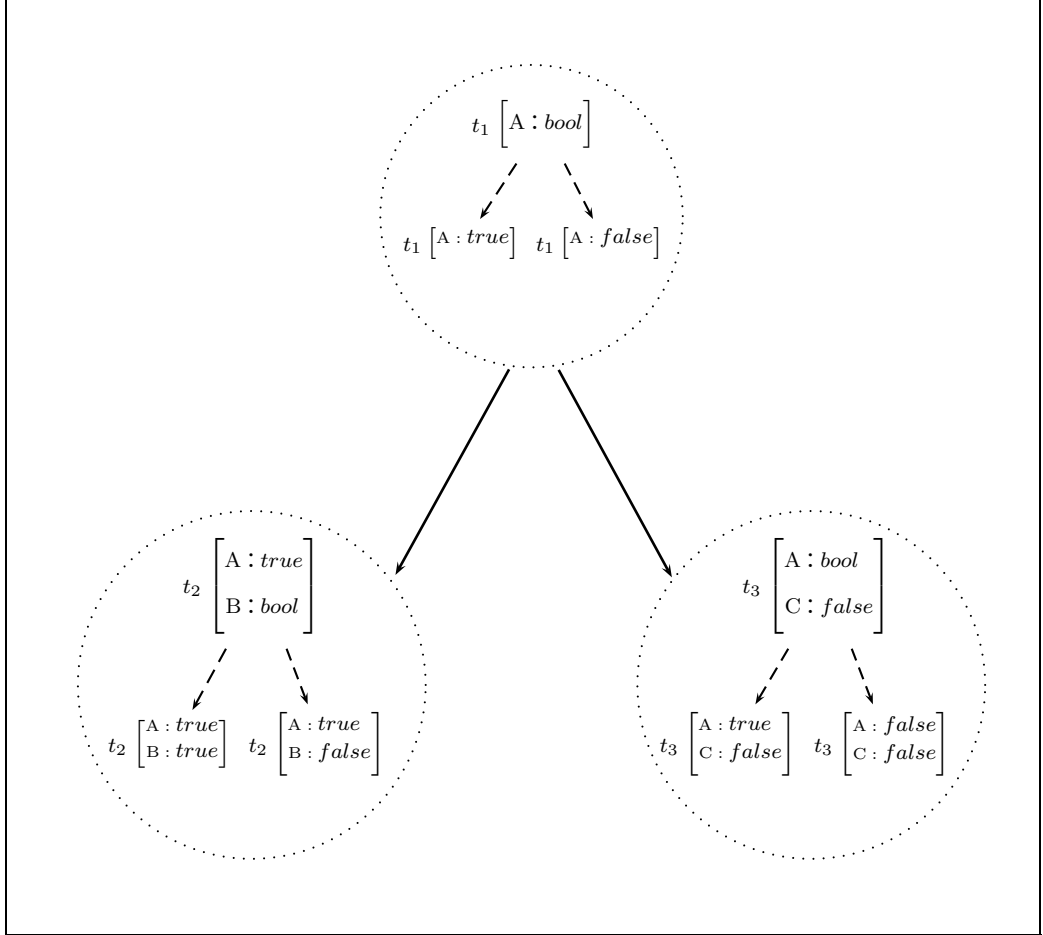 t₁ [A : bool]
t₁ [A : true] t₁ [A : false]
t₂ [A : true
B : bool]
t₃ [A : bool
C : false]
t₂ [A : true
B : true]
t₂ [A : true
B : false]
t₃ [A : true
C : false]
t₃ [A : false
C : false]